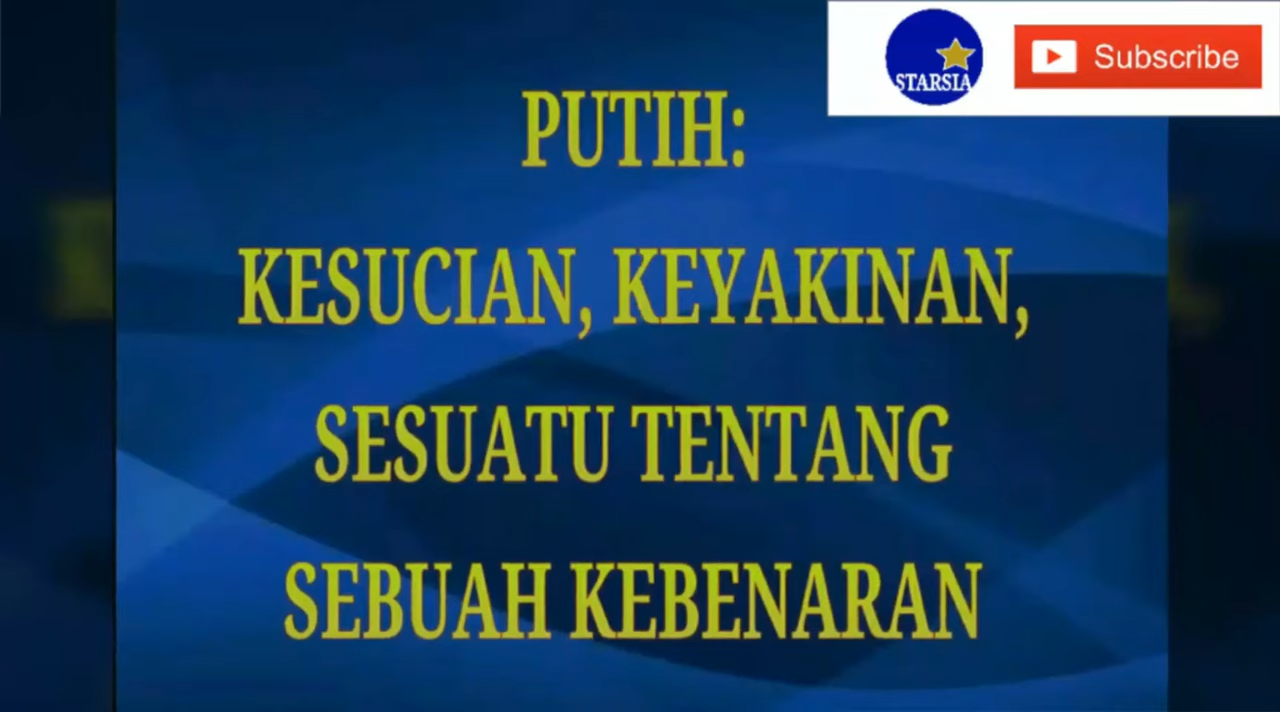 STARSIA
Subscribe
PUTIH:
KESUCIAN, KEYAKINAN,
SESUATU TENTANG
SEBUAH KEBENARAN